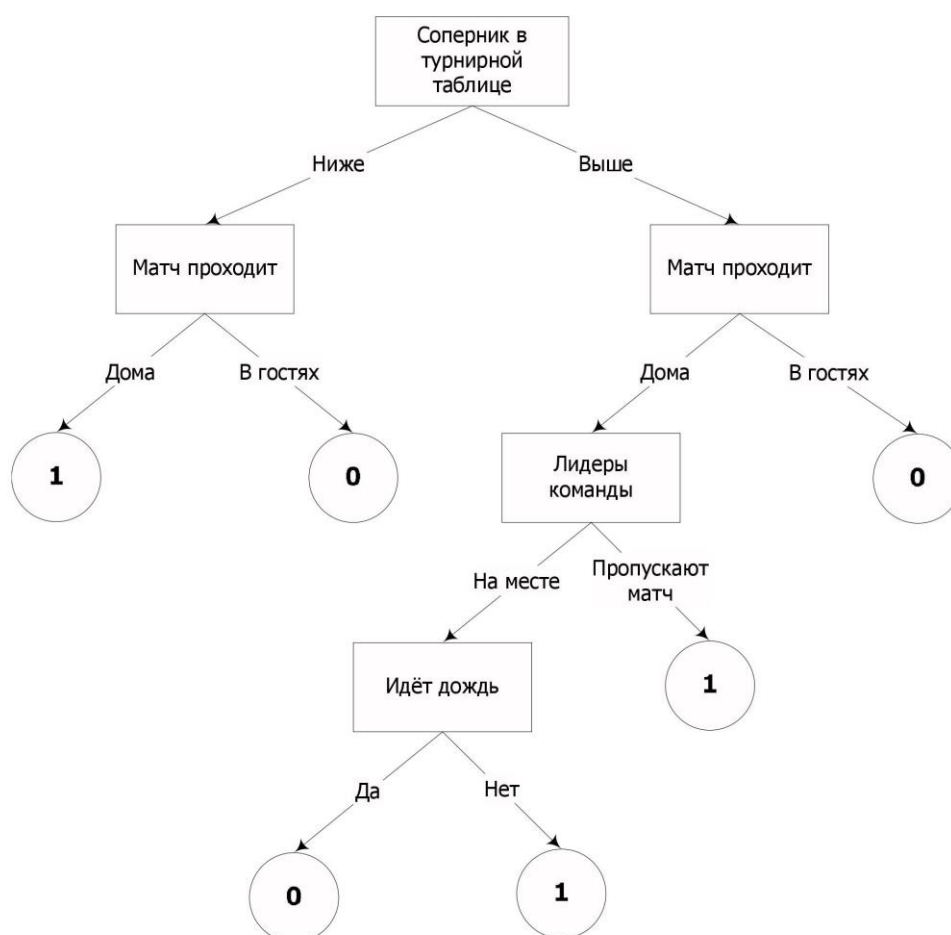 Соперник в
турнирной
таблице
Ниже
Выше
Матч проходит
Матч проходит
Дома
В гостях
Дома
В гостях
1
0
Лидеры
команды
0
На месте
Пропускают
матч
Идёт дождь
1
Да
Нет
0
1